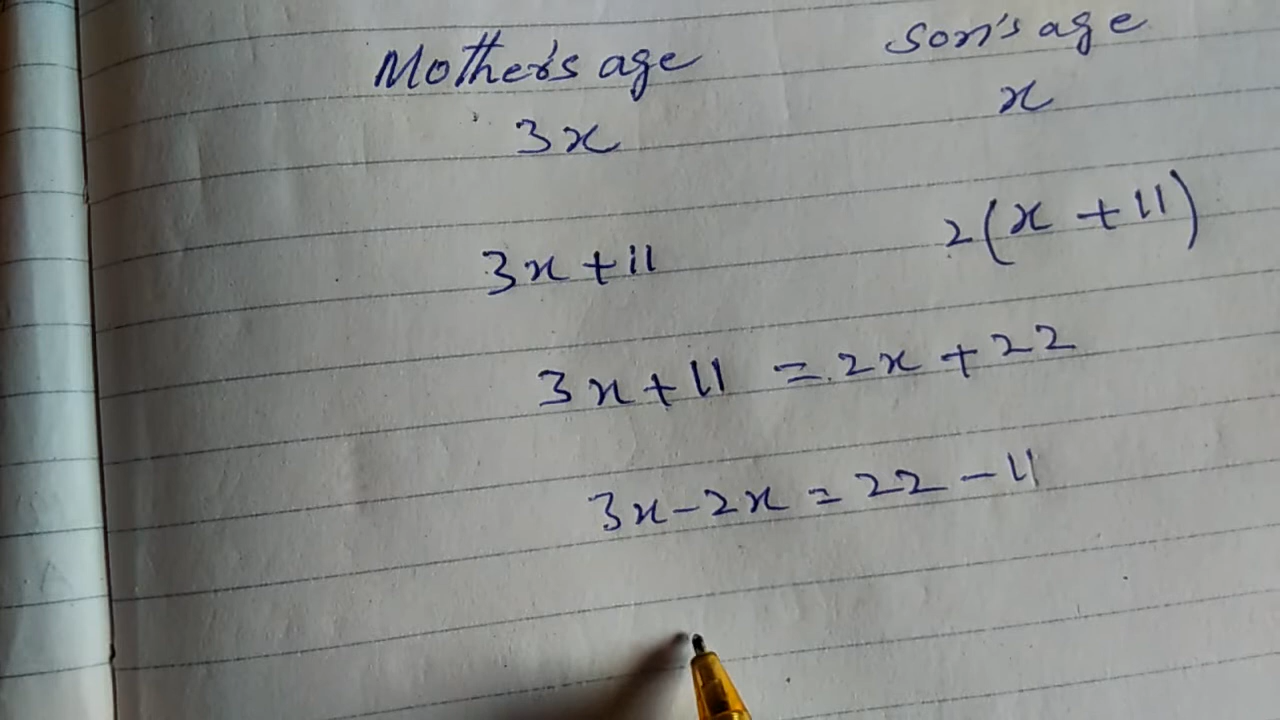 Mother's age son's age
3x x
3x + 11 2(x + 11)
3x + 11 = 2x + 22
3x - 2x = 22 - 11